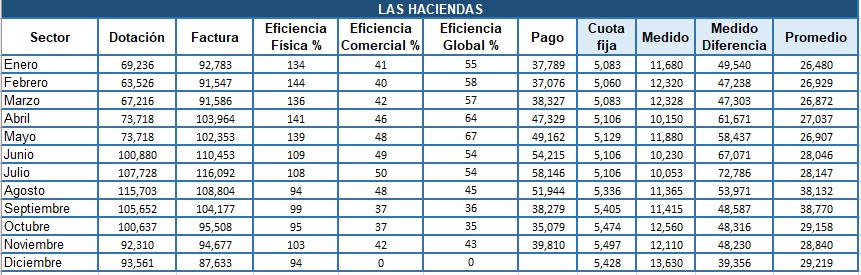 LAS HACIENDAS
Sector Dotación Factura Eficiencia Física % Eficiencia Comercial % Eficiencia Global % Pago Cuota fija Medido Medido Diferencia Promedio
Enero 69,236 92,783 134 41 55 37,789 5,083 11,680 49,540 26,480
Febrero 63,526 91,547 144 40 58 37,076 5,060 12,320 47,238 26,929
Marzo 67,216 91,586 136 42 57 38,327 5,083 12,328 47,303 26,872
Abril 73,718 103,964 141 46 64 47,329 5,106 10,150 61,671 27,037
Mayo 73,718 102,353 139 48 67 49,162 5,129 11,880 58,437 26,907
Junio 100,880 110,453 109 49 54 54,215 5,106 10,230 67,071 28,046
Julio 107,728 116,092 108 50 54 58,146 5,106 10,053 72,786 28,147
Agosto 115,703 108,804 94 48 45 51,944 5,336 11,365 53,971 38,132
Septiembre 105,652 104,177 99 37 36 38,279 5,405 11,415 48,587 38,770
Octubre 100,637 95,508 95 37 35 35,079 5,474 12,560 48,316 29,158
Noviembre 92,310 94,677 103 42 43 39,810 5,497 12,110 48,230 28,840
Diciembre 93,561 87,633 94 0 0 5,428 13,630 39,356 29,219